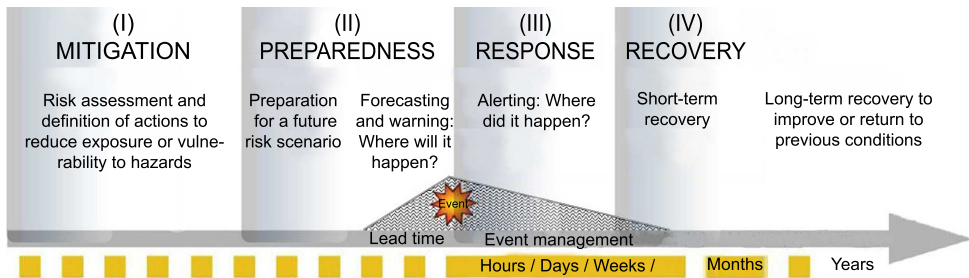 (I)
MITIGATION
Risk assessment and
definition of actions to
reduce exposure or vulne-
rability to hazards
(II)
PREPAREDNESS
Preparation
for a future
risk scenario
Forecasting
and warning:
Where will it
happen?
(III)
RESPONSE
Alerting: Where
did it happen?
(IV)
RECOVERY
Short-term
recovery
Long-term recovery to
improve or return to
previous conditions
Event
Lead time
Event management
Hours / Days / Weeks /
Months
Years